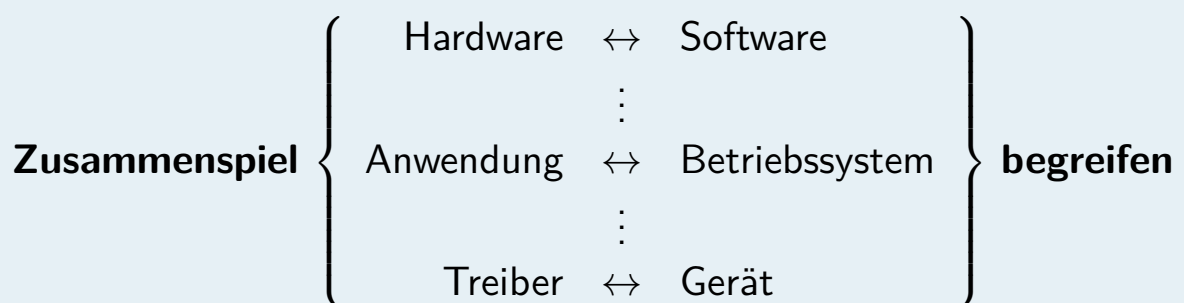 Hardware ↔ Software
⋮
Zusammenspiel { Anwendung ↔ Betriebssystem } begreifen
⋮
Treiber ↔ Gerät